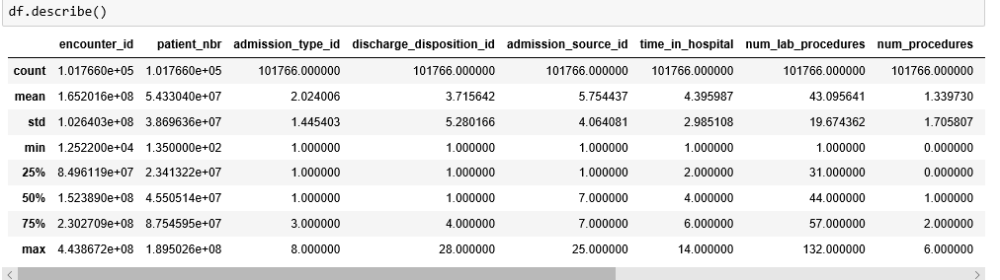 df.describe()
encounter_id patient_nbr admission_type_id discharge_disposition_id admission_source_id time_in_hospital num_lab_procedures num_procedures
count 1.017660e+05 1.017660e+05 101766.000000 101766.000000 101766.000000 101766.000000 101766.000000 101766.000000
mean 1.652016e+08 5.433040e+07 2.024006 3.715642 5.754437 4.395987 43.095641 1.339730
std 1.026403e+08 3.869636e+07 1.445403 5.280166 4.064081 2.985108 19.674362 1.705807
min 1.252200e+04 1.350000e+02 1.000000 1.000000 1.000000 1.000000 1.000000 0.000000
25% 8.496119e+07 2.341322e+07 1.000000 1.000000 1.000000 2.000000 31.000000 0.000000
50% 1.523890e+08 4.550514e+07 1.000000 1.000000 7.000000 4.000000 44.000000 1.000000
75% 2.302709e+08 8.754595e+07 3.000000 4.000000 7.000000 6.000000 57.000000 2.000000
max 4.438672e+08 1.895026e+08 8.000000 28.000000 25.000000 14.000000 132.000000 6.000000